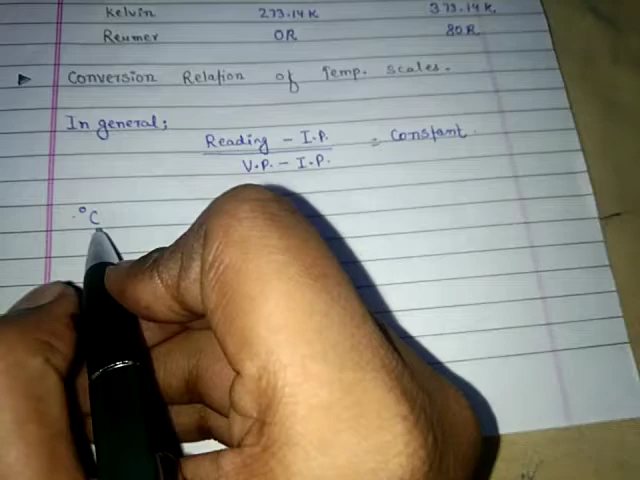 Kelvin 273.14 K 373.14 K
Reumer 0R 80R
Conversion Relation of Temp. scales.
In general;
Reading - I.P. / V.P. - I.P. = Constant.
°C